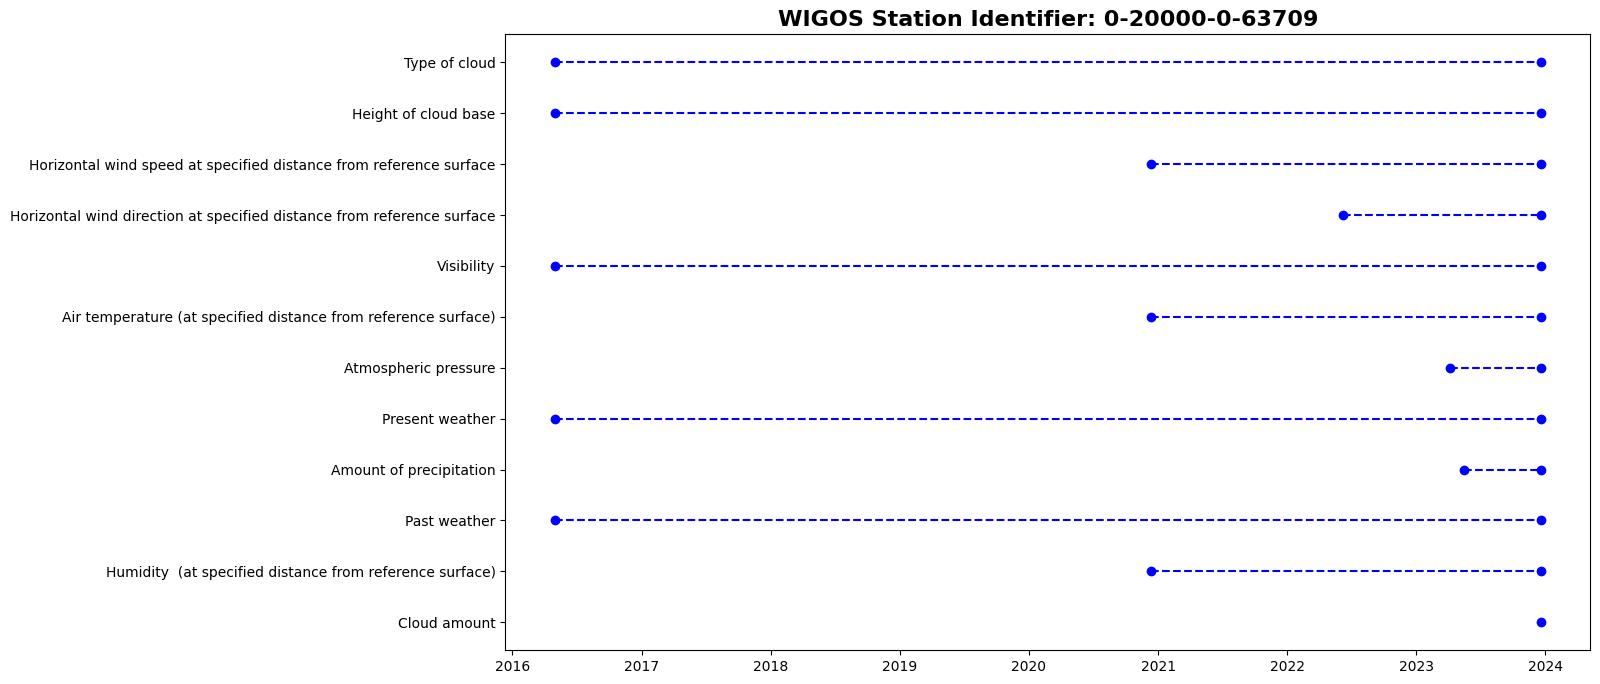 WIGOS Station Identifier: 0-20000-0-63709
Type of cloud
Height of cloud base
Horizontal wind speed at specified distance from reference surface
Horizontal wind direction at specified distance from reference surface
Visibility
Air temperature (at specified distance from reference surface)
Atmospheric pressure
Present weather
Amount of precipitation
Past weather
Humidity  (at specified distance from reference surface)
Cloud amount
2016 2017 2018 2019 2020 2021 2022 2023 2024